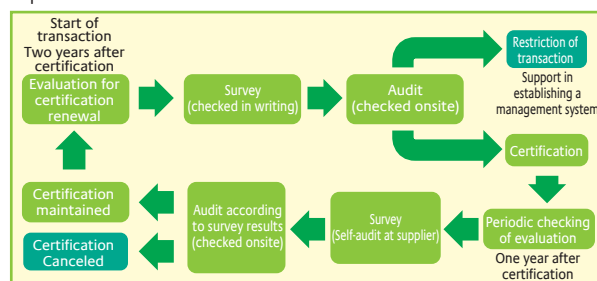 Start of
transaction
Two years after
certification
Evaluation for
certification
renewal
Survey
(checked in writing)
Audit
(checked onsite)
Restriction of
transaction
Support in
establishing a
management system
Certification
Periodic checking
of evaluation
One year after
certification
Survey
(Self-audit at supplier)
Audit according
to survey results
(checked onsite)
Certification
maintained
Certification
Canceled